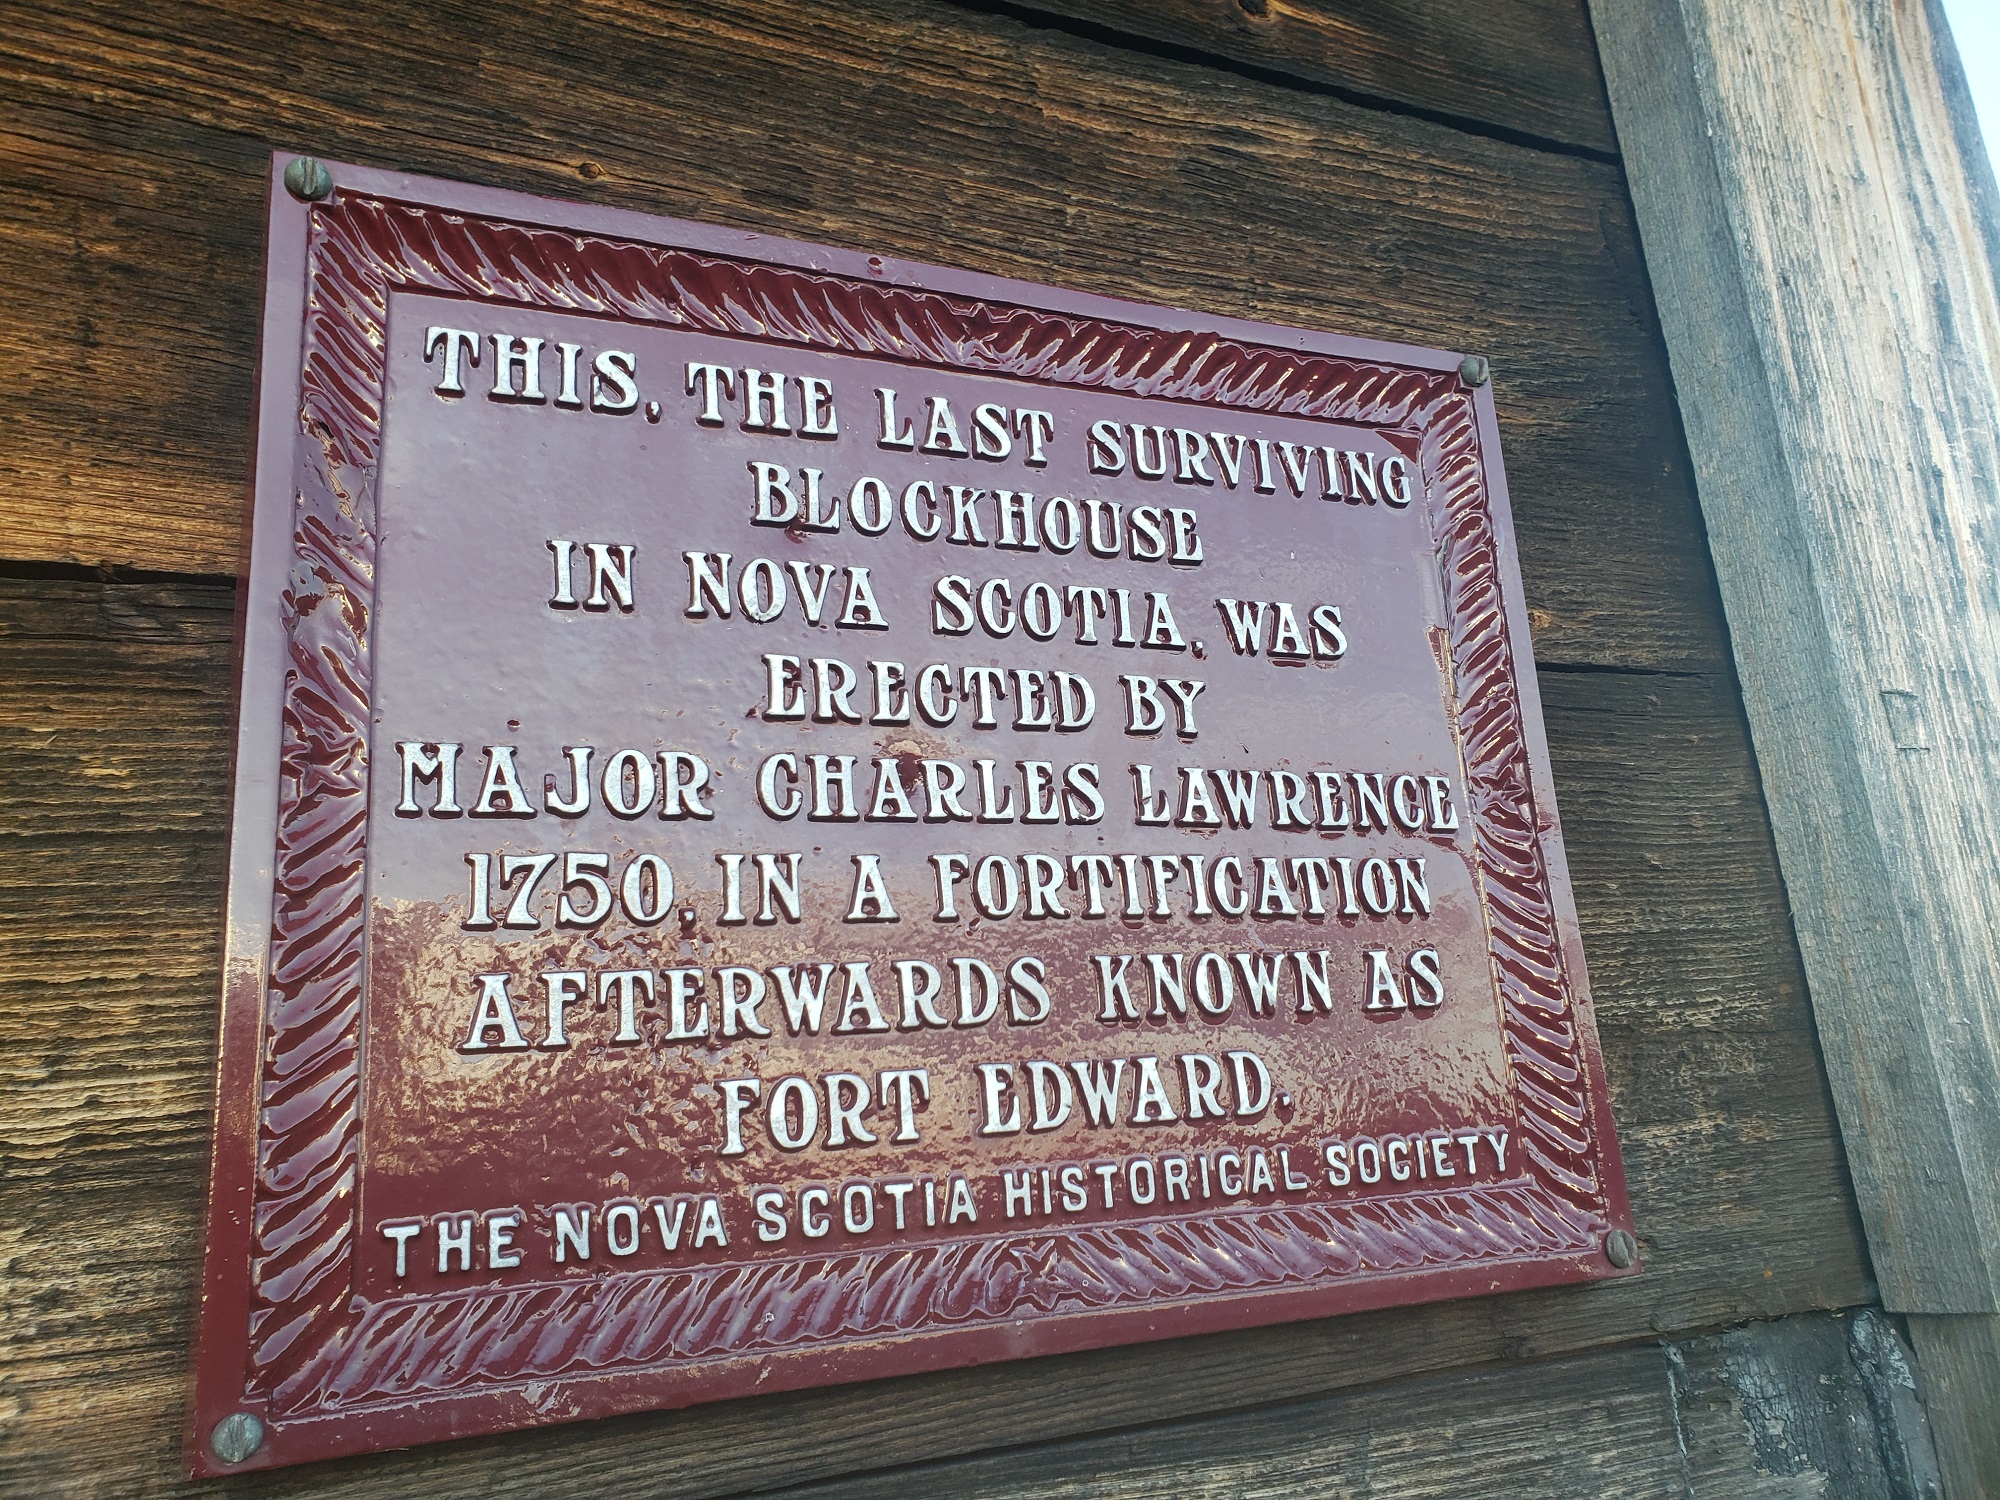 THIS, THE LAST SURVIVING
BLOCKHOUSE
IN NOVA SCOTIA, WAS
ERECTED BY
MAJOR CHARLES LAWRENCE
1750, IN A FORTIFICATION
AFTERWARDS KNOWN AS
FORT EDWARD.
THE NOVA SCOTIA HISTORICAL SOCIETY